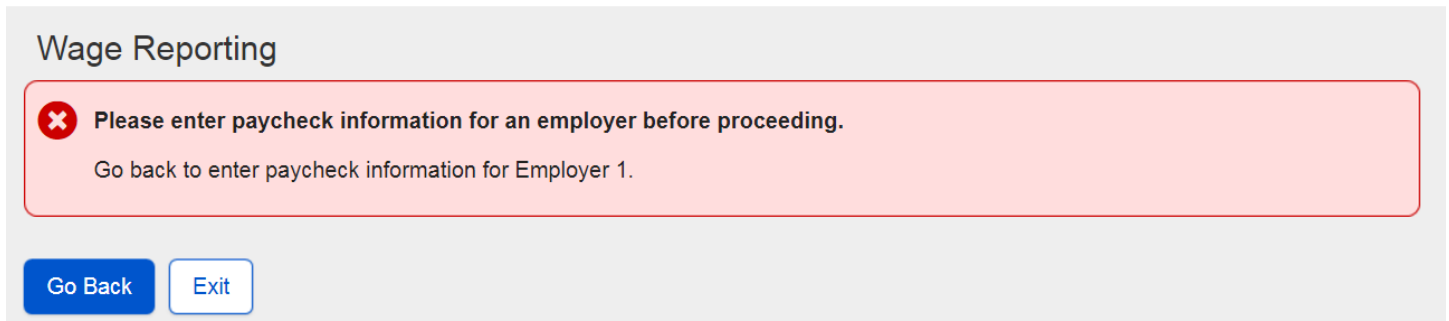 Wage Reporting
Please enter paycheck information for an employer before proceeding.
Go back to enter paycheck information for Employer 1.
Go Back Exit